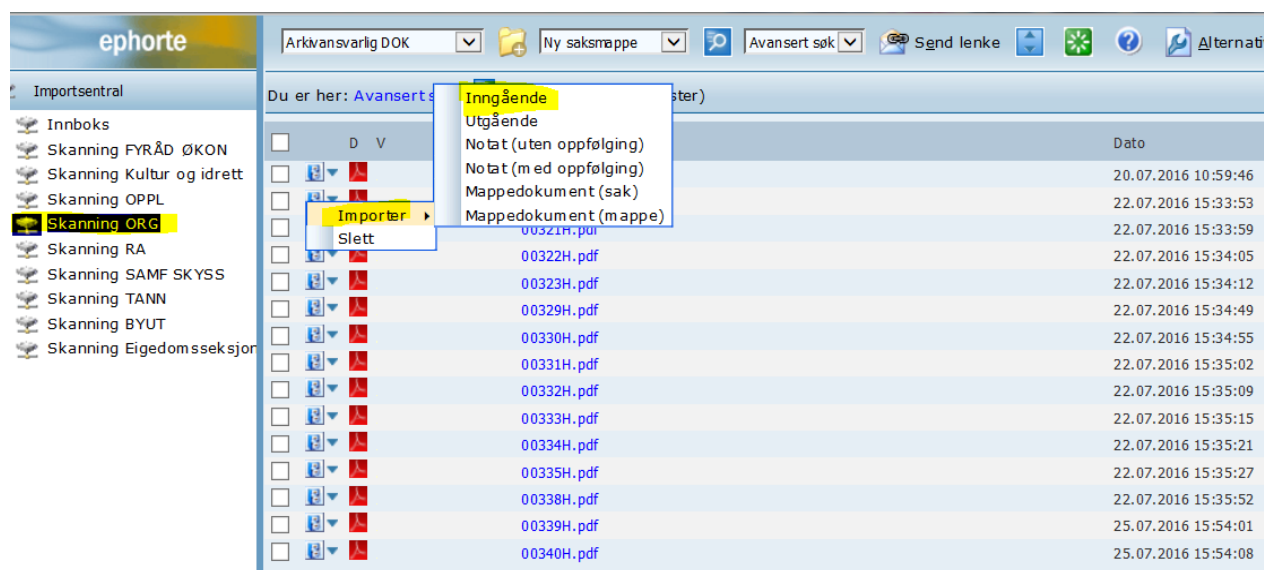 ephorte
Arkivansvarlig DOK Ny saksmappe Avansert søk Send lenke Alternati
Importsentral
Innboks
Skanning FYRÅD ØKON
Skanning Kultur og idrett
Skanning OPPL
Skanning ORG
Skanning RA
Skanning SAMF SKYSS
Skanning TANN
Skanning BYUT
Skanning Eigedomsseksjon
Du er her: Avansert s ster)
Inngående
Utgående
Notat (uten oppfølging)
Notat (med oppfølging)
Mappedokument (sak)
Mappedokument (mappe)
Importer
Slett
D V Dato
20.07.2016 10:59:46
22.07.2016 15:33:53
00321H.pdf 22.07.2016 15:33:59
00322H.pdf 22.07.2016 15:34:05
00323H.pdf 22.07.2016 15:34:12
00329H.pdf 22.07.2016 15:34:49
00330H.pdf 22.07.2016 15:34:55
00331H.pdf 22.07.2016 15:35:02
00332H.pdf 22.07.2016 15:35:09
00333H.pdf 22.07.2016 15:35:15
00334H.pdf 22.07.2016 15:35:21
00335H.pdf 22.07.2016 15:35:27
00338H.pdf 22.07.2016 15:35:52
00339H.pdf 25.07.2016 15:54:01
00340H.pdf 25.07.2016 15:54:08